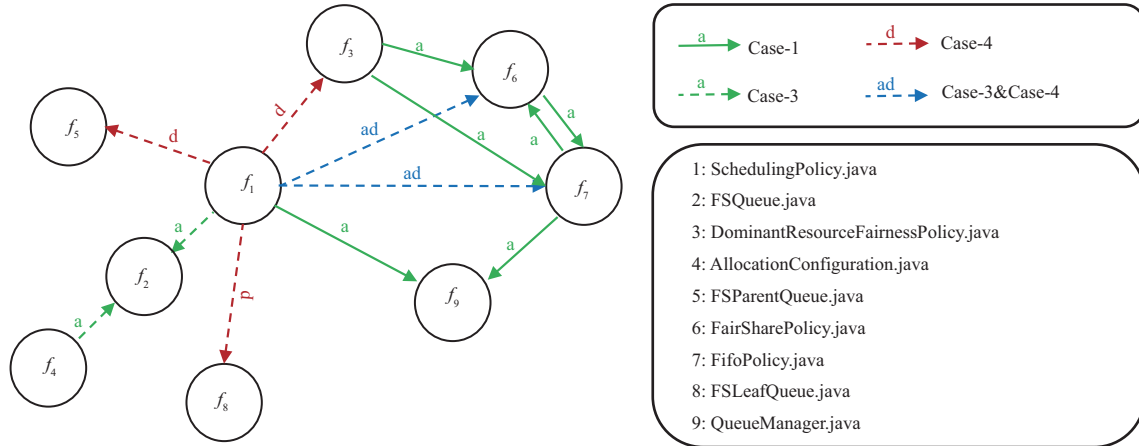 f3
a
f6
a
a
d
ad
a
f5
d
f1
ad
f7
a
a
a
f2
a
d
f9
f4
f8
a
Case-1
d
Case-4
a
Case-3
ad
Case-3&Case-4
1: SchedulingPolicy.java
2: FSQueue.java
3: DominantResourceFairnessPolicy.java
4: AllocationConfiguration.java
5: FSParentQueue.java
6: FairSharePolicy.java
7: FifoPolicy.java
8: FSLeafQueue.java
9: QueueManager.java